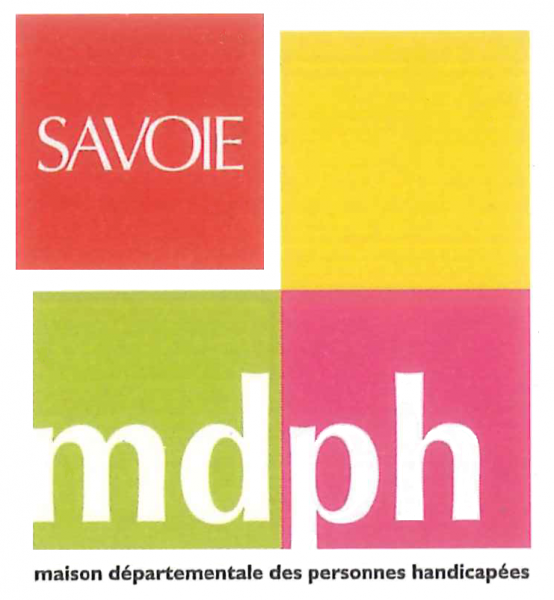 SAVOIE
mdph
maison départementale des personnes handicapées